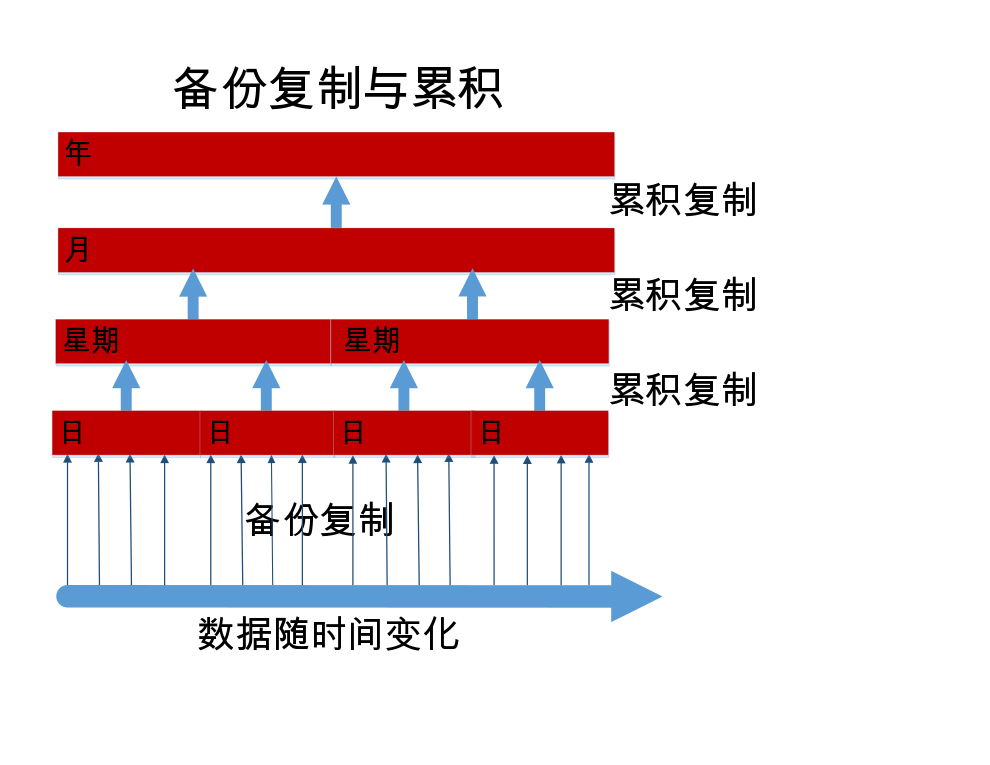 备份复制与累积
年
累积复制
月
累积复制
星期 星期
累积复制
日 日 日 日
备份复制
数据随时间变化